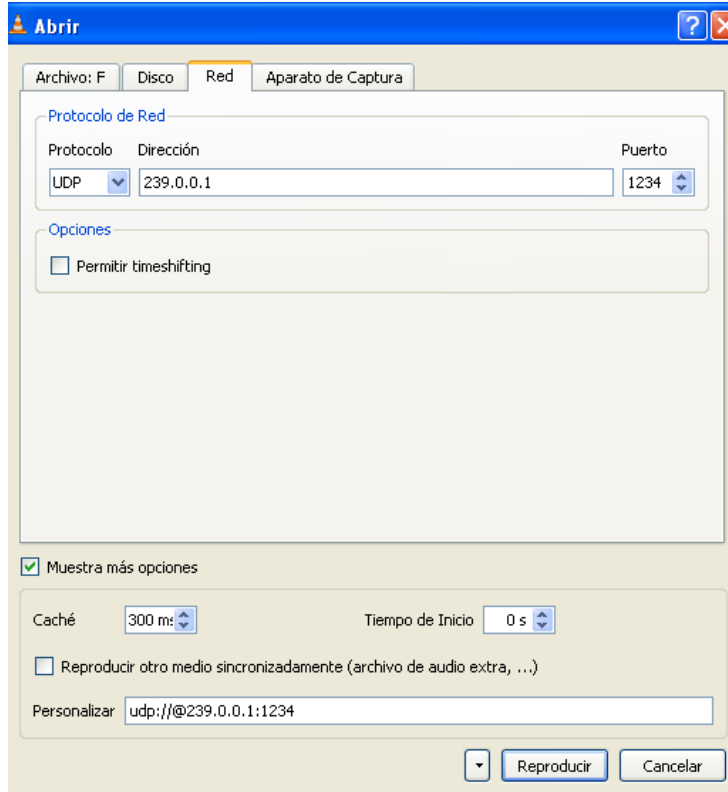 Abrir
Archivo: F Disco Red Aparato de Captura
Protocolo de Red
Protocolo Dirección Puerto
UDP 239.0.0.1 1234
Opciones
Permitir timeshifting
Muestra más opciones
Caché 300 ms Tiempo de Inicio 0 s
Reproducir otro medio sincronizadamente (archivo de audio extra, ...)
Personalizar udp://@239.0.0.1:1234
Reproducir Cancelar